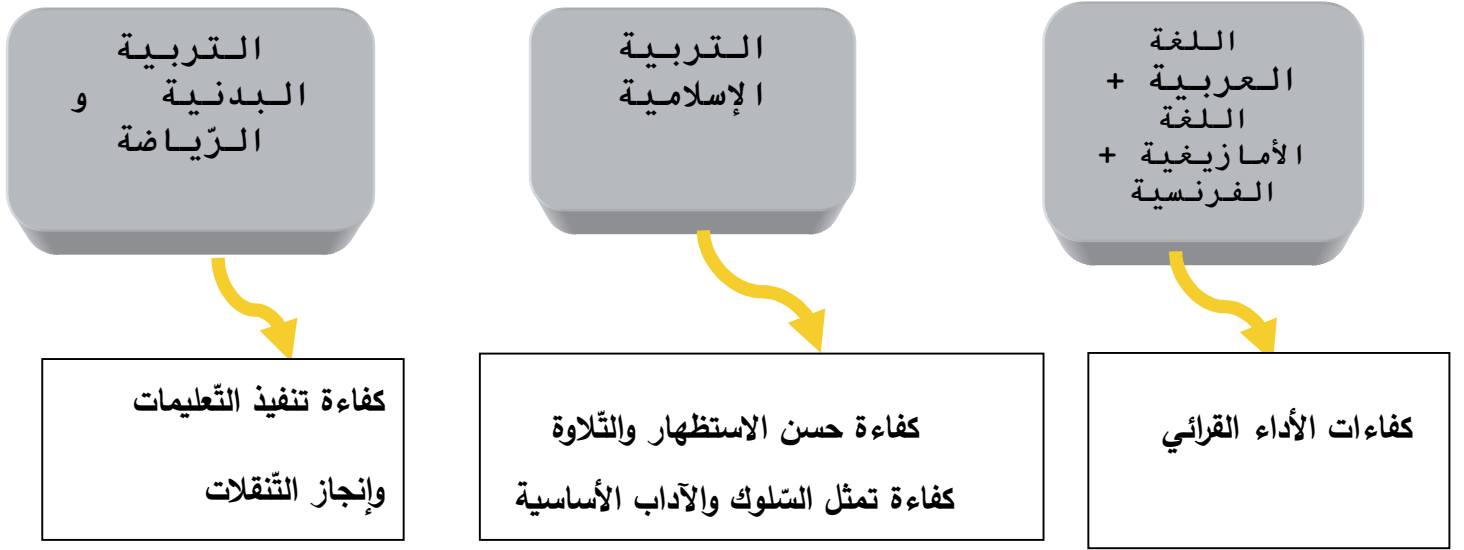 اللغة
العربية +
اللغة
الأمازيغية +
الفرنسية
التربية
الإسلامية
التربية
البدنية و
الرّياضة
كفاءات الأداء القرائي
كفاءة حسن الاستظهار والتّلاوة
كفاءة تمثل السّلوك والآداب الأساسية
كفاءة تنفيذ التّعليمات
وإنجاز التّنقلات